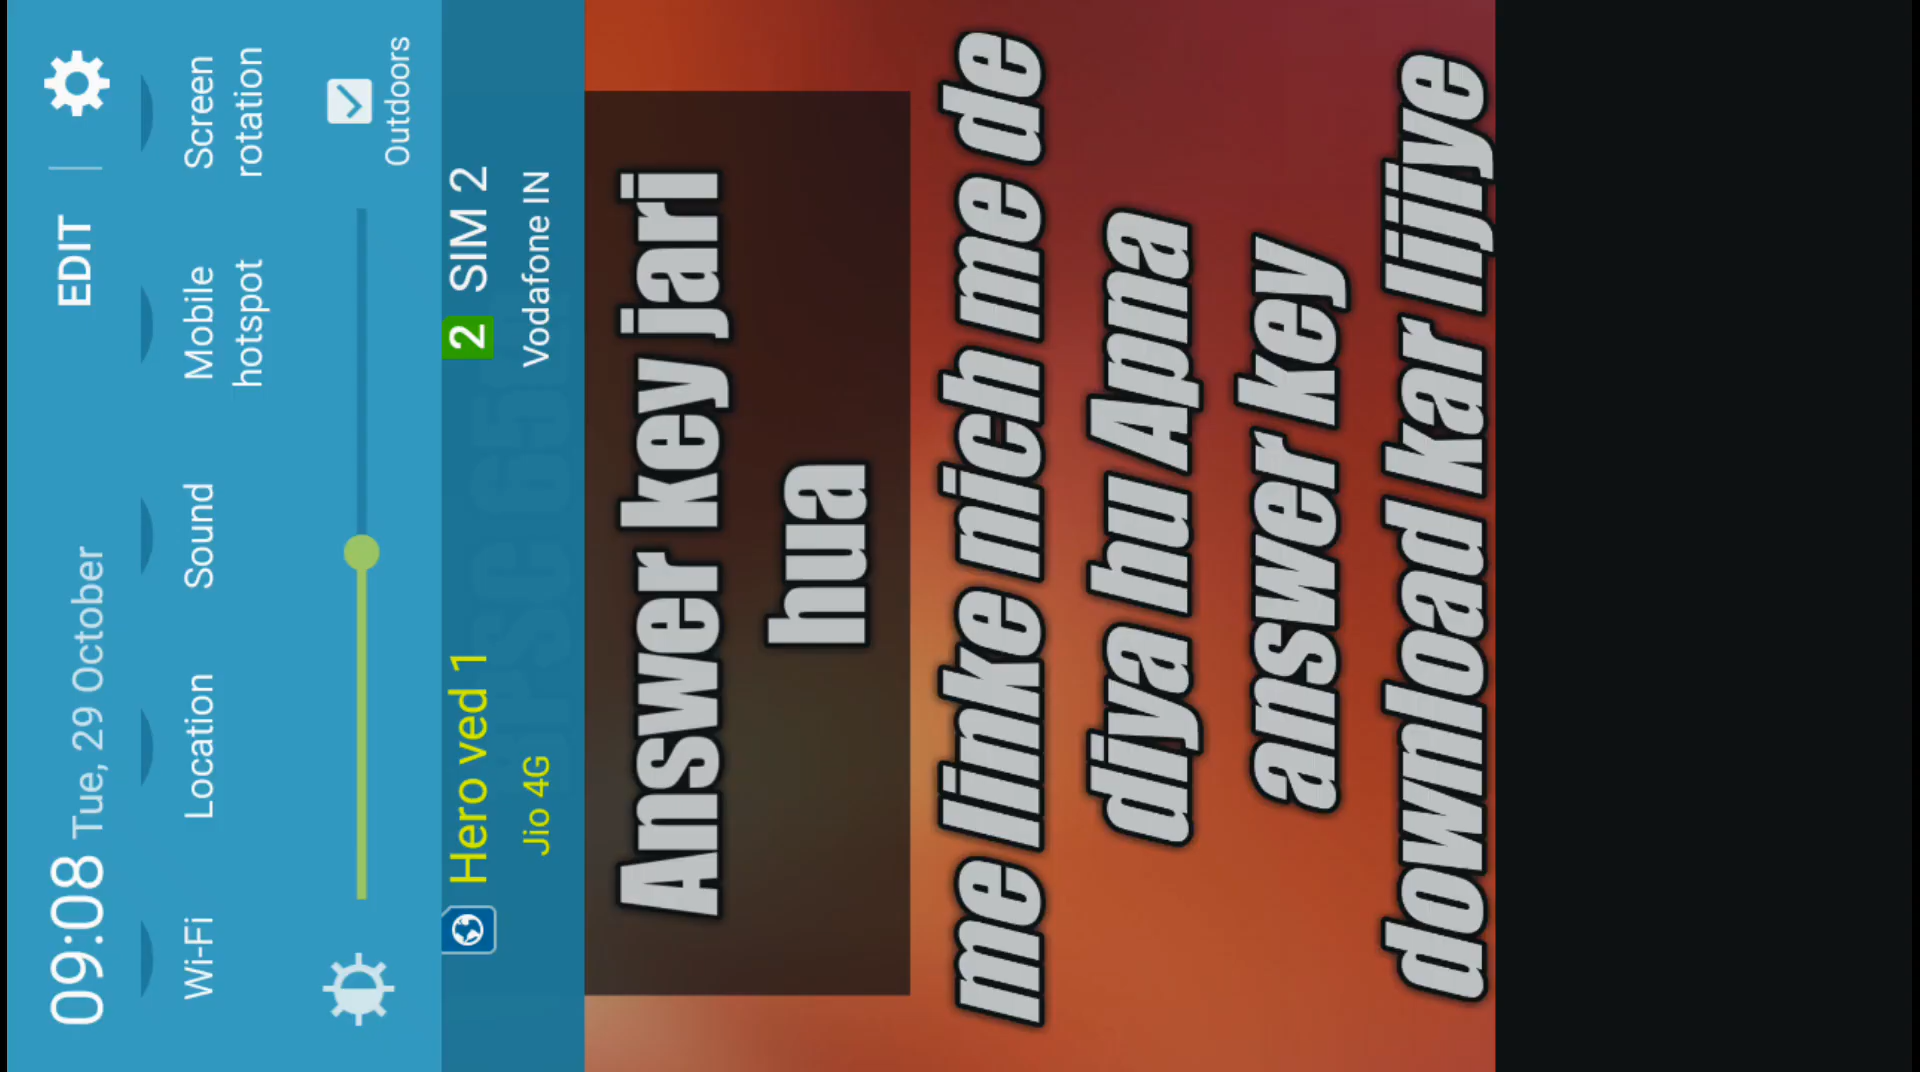 09:08 Tue, 29 October
EDIT
Wi-Fi
Location
Sound
Mobile
hotspot
Screen
rotation
Outdoors
Hero ved 1
Jio 4G
2 SIM 2
Vodafone IN
Answer key jari
hua
me linke nich me de
diya hu Apna
answer key
download kar lijiye